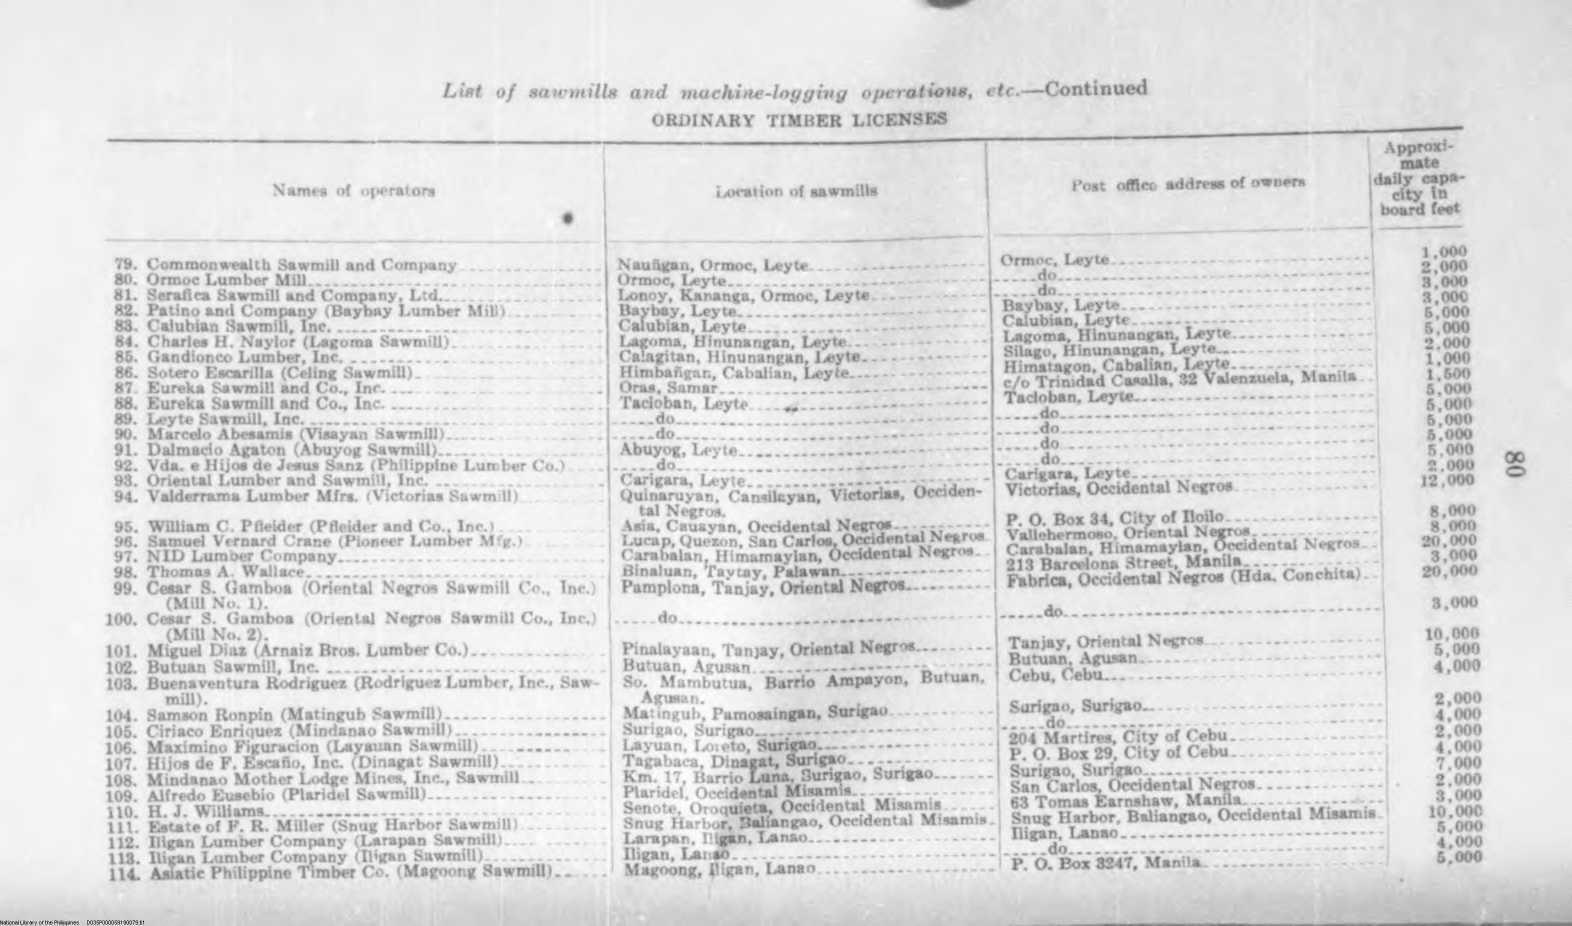 List of sawmills and machine-logging operations, etc.—Continued
ORDINARY TIMBER LICENSES
Names of operators
Location of sawmills
Post office address of owners
Approxi-
mate
daily capa-
city in
board feet
79. Commonwealth Sawmill and Company Nauñgan, Ormoc, Leyte Ormoc, Leyte 1,000
80. Ormoc Lumber Mill Ormoc, Leyte do 2,000
81. Serafica Sawmill and Company, Ltd. Lonoy, Kananga, Ormoc, Leyte do 3,000
82. Patino and Company (Baybay Lumber Mill) Baybay, Leyte Baybay, Leyte 3,000
83. Calubian Sawmill, Inc. Calubian, Leyte Calubian, Leyte 5,000
84. Charles H. Naylor (Lagoma Sawmill) Lagoma, Hinunangan, Leyte Lagoma, Hinunangan, Leyte 5,000
85. Gandionco Lumber, Inc. Calagitan, Hinunangan, Leyte Silago, Hinunangan, Leyte 2,000
86. Sotero Escarilla (Celing Sawmill) Himbañgan, Cabalian, Leyte Himatagon, Cabalian, Leyte 1,000
87. Eureka Sawmill and Co., Inc. Oras, Samar c/o Trinidad Casalla, 32 Valenzuela, Manila 1,500
88. Eureka Sawmill and Co., Inc. Tacloban, Leyte Tacloban, Leyte 5,000
89. Leyte Sawmill, Inc. do do 5,000
90. Marcelo Abesamis (Visayan Sawmill) do do 5,000
91. Dalmacio Agaton (Abuyog Sawmill) Abuyog, Leyte do 5,000
92. Vda. e Hijos de Jesus Sanz (Philippine Lumber Co.) do do 5,000
93. Oriental Lumber and Sawmill, Inc. Carigara, Leyte Carigara, Leyte 2,000
94. Valderrama Lumber Mfrs. (Victorias Sawmill) Quinaruyan, Cansilayan, Victorias, Occiden- Victorias, Occidental Negros 12,000
tal Negros.
95. William C. Pfleider (Pfleider and Co., Inc.) Asia, Cauayan, Occidental Negros P. O. Box 34, City of Iloilo 8,000
96. Samuel Vernard Crane (Pioneer Lumber Mfg.) Lucap, Quezon, San Carlos, Occidental Negros Vallehermoso, Oriental Negros 8,000
97. NID Lumber Company Carabalan, Himamaylan, Occidental Negros Carabalan, Himamaylan, Occidental Negros 20,000
98. Thomas A. Wallace Binaluan, Taytay, Palawan 213 Barcelona Street, Manila 3,000
99. Cesar S. Gamboa (Oriental Negros Sawmill Co., Inc.) Pamplona, Tanjay, Oriental Negros Fabrica, Occidental Negros (Hda. Conchita) 20,000
(Mill No. 1).
100. Cesar S. Gamboa (Oriental Negros Sawmill Co., Inc.) do do 3,000
(Mill No. 2).
101. Miguel Diaz (Arnaiz Bros. Lumber Co.) Pinalayaan, Tanjay, Oriental Negros Tanjay, Oriental Negros 10,000
102. Butuan Sawmill, Inc. Butuan, Agusan Butuan, Agusan 5,000
103. Buenaventura Rodriguez (Rodriguez Lumber, Inc., Saw- So. Mambutua, Barrio Ampayon, Butuan, Cebu, Cebu 4,000
mill). Agusan.
104. Samson Ronpin (Matingub Sawmill) Matingub, Pamosaingan, Surigao Surigao, Surigao 2,000
105. Ciriaco Enriquez (Mindanao Sawmill) Surigao, Surigao do 4,000
106. Maximino Figuracion (Layauan Sawmill) Layuan, Loreto, Surigao 204 Martires, City of Cebu 2,000
107. Hijos de F. Escaño, Inc. (Dinagat Sawmill) Tagabaca, Dinagat, Surigao P. O. Box 29, City of Cebu 4,000
108. Mindanao Mother Lodge Mines, Inc., Sawmill Km. 17, Barrio Luna, Surigao, Surigao Surigao, Surigao 7,000
109. Alfredo Eusebio (Plaridel Sawmill) Plaridel, Occidental Misamis San Carlos, Occidental Negros 2,000
110. H. J. Williams Senote, Oroquieta, Occidental Misamis 63 Tomas Earnshaw, Manila 3,000
111. Estate of F. R. Miller (Snug Harbor Sawmill) Snug Harbor, Baliangao, Occidental Misamis Snug Harbor, Baliangao, Occidental Misamis 10,000
112. Iligan Lumber Company (Larapan Sawmill) Larapan, Iligan, Lanao Iligan, Lanao 5,000
113. Iligan Lumber Company (Iligan Sawmill) Iligan, Lanao do 4,000
114. Asiatic Philippine Timber Co. (Magoong Sawmill) Magoong, Iligan, Lanao P. O. Box 3247, Manila 5,000
80
National Library of the Philippines